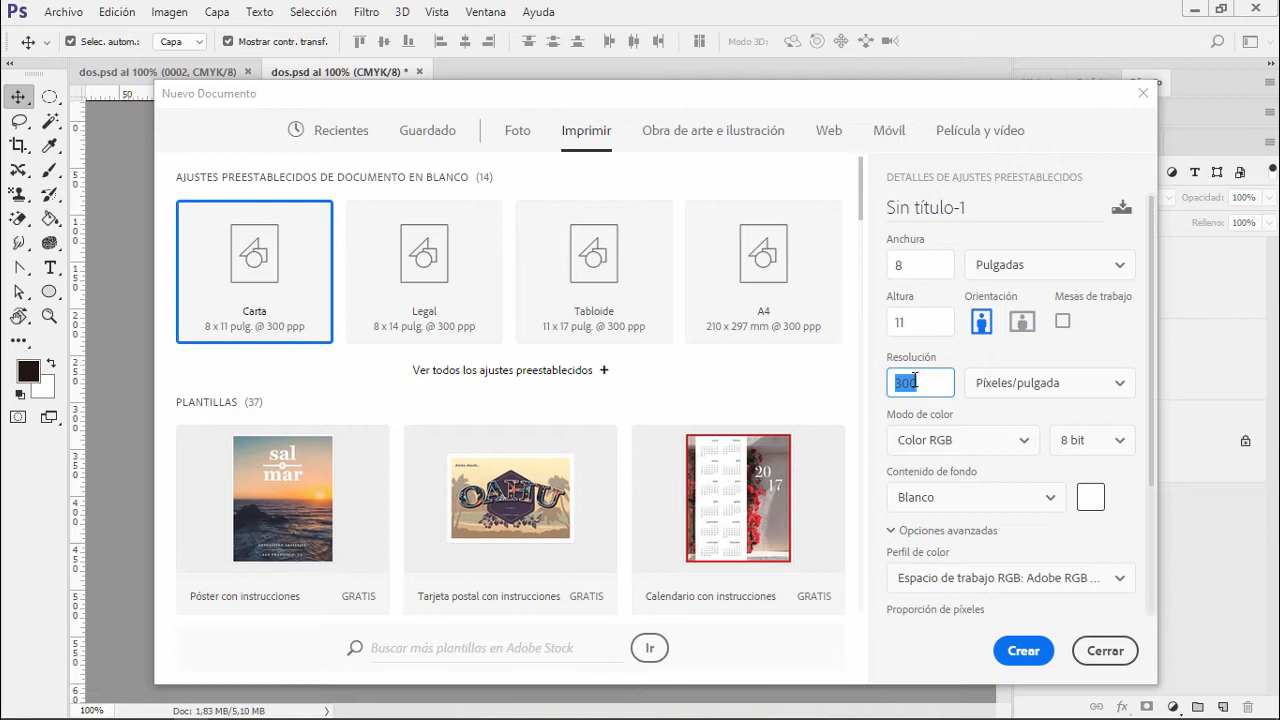 Ps Archivo Edición Imagen Capa Texto Selección Filtro 3D Vista Ventana Ayuda
Selec. autom.: Capa Mostrar contr. transf. Modo 3D:
dos.psd al 100% (0002, CMYK/8) × dos.psd al 100% (CMYK/8) * ×
50
Nuevo Documento
Recientes Guardado Foto Imprimir Obra de arte e ilustración Web Móvil Película y vídeo
AJUSTES PREESTABLECIDOS DE DOCUMENTO EN BLANCO (14)
Carta
8 x 11 pulg. @ 300 ppp
Legal
8 x 14 pulg. @ 300 ppp
Tabloide
11 x 17 pulg. @ 300 ppp
A4
210 x 297 mm @ 300 ppp
Ver todos los ajustes preestablecidos +
PLANTILLAS (37)
sal
o
mar
OAHU
20
17
Póster con instrucciones GRATIS
Tarjeta postal con instrucciones GRATIS
Calendario con instrucciones GRATIS
Buscar más plantillas en Adobe Stock Ir
DETALLES DE AJUSTES PREESTABLECIDOS
Sin título-1
Anchura
8 Pulgadas
Altura Orientación Mesas de trabajo
11
Resolución
300 Píxeles/pulgada
Modo de color
Color RGB 8 bit
Contenido de fondo
Blanco
Opciones avanzadas
Perfil de color
Espacio de trabajo RGB: Adobe RGB ...
Proporción de píxeles
Crear Cerrar
Opacidad: 100%
Relleno: 100%
100% Doc: 1,83 MB/5,10 MB